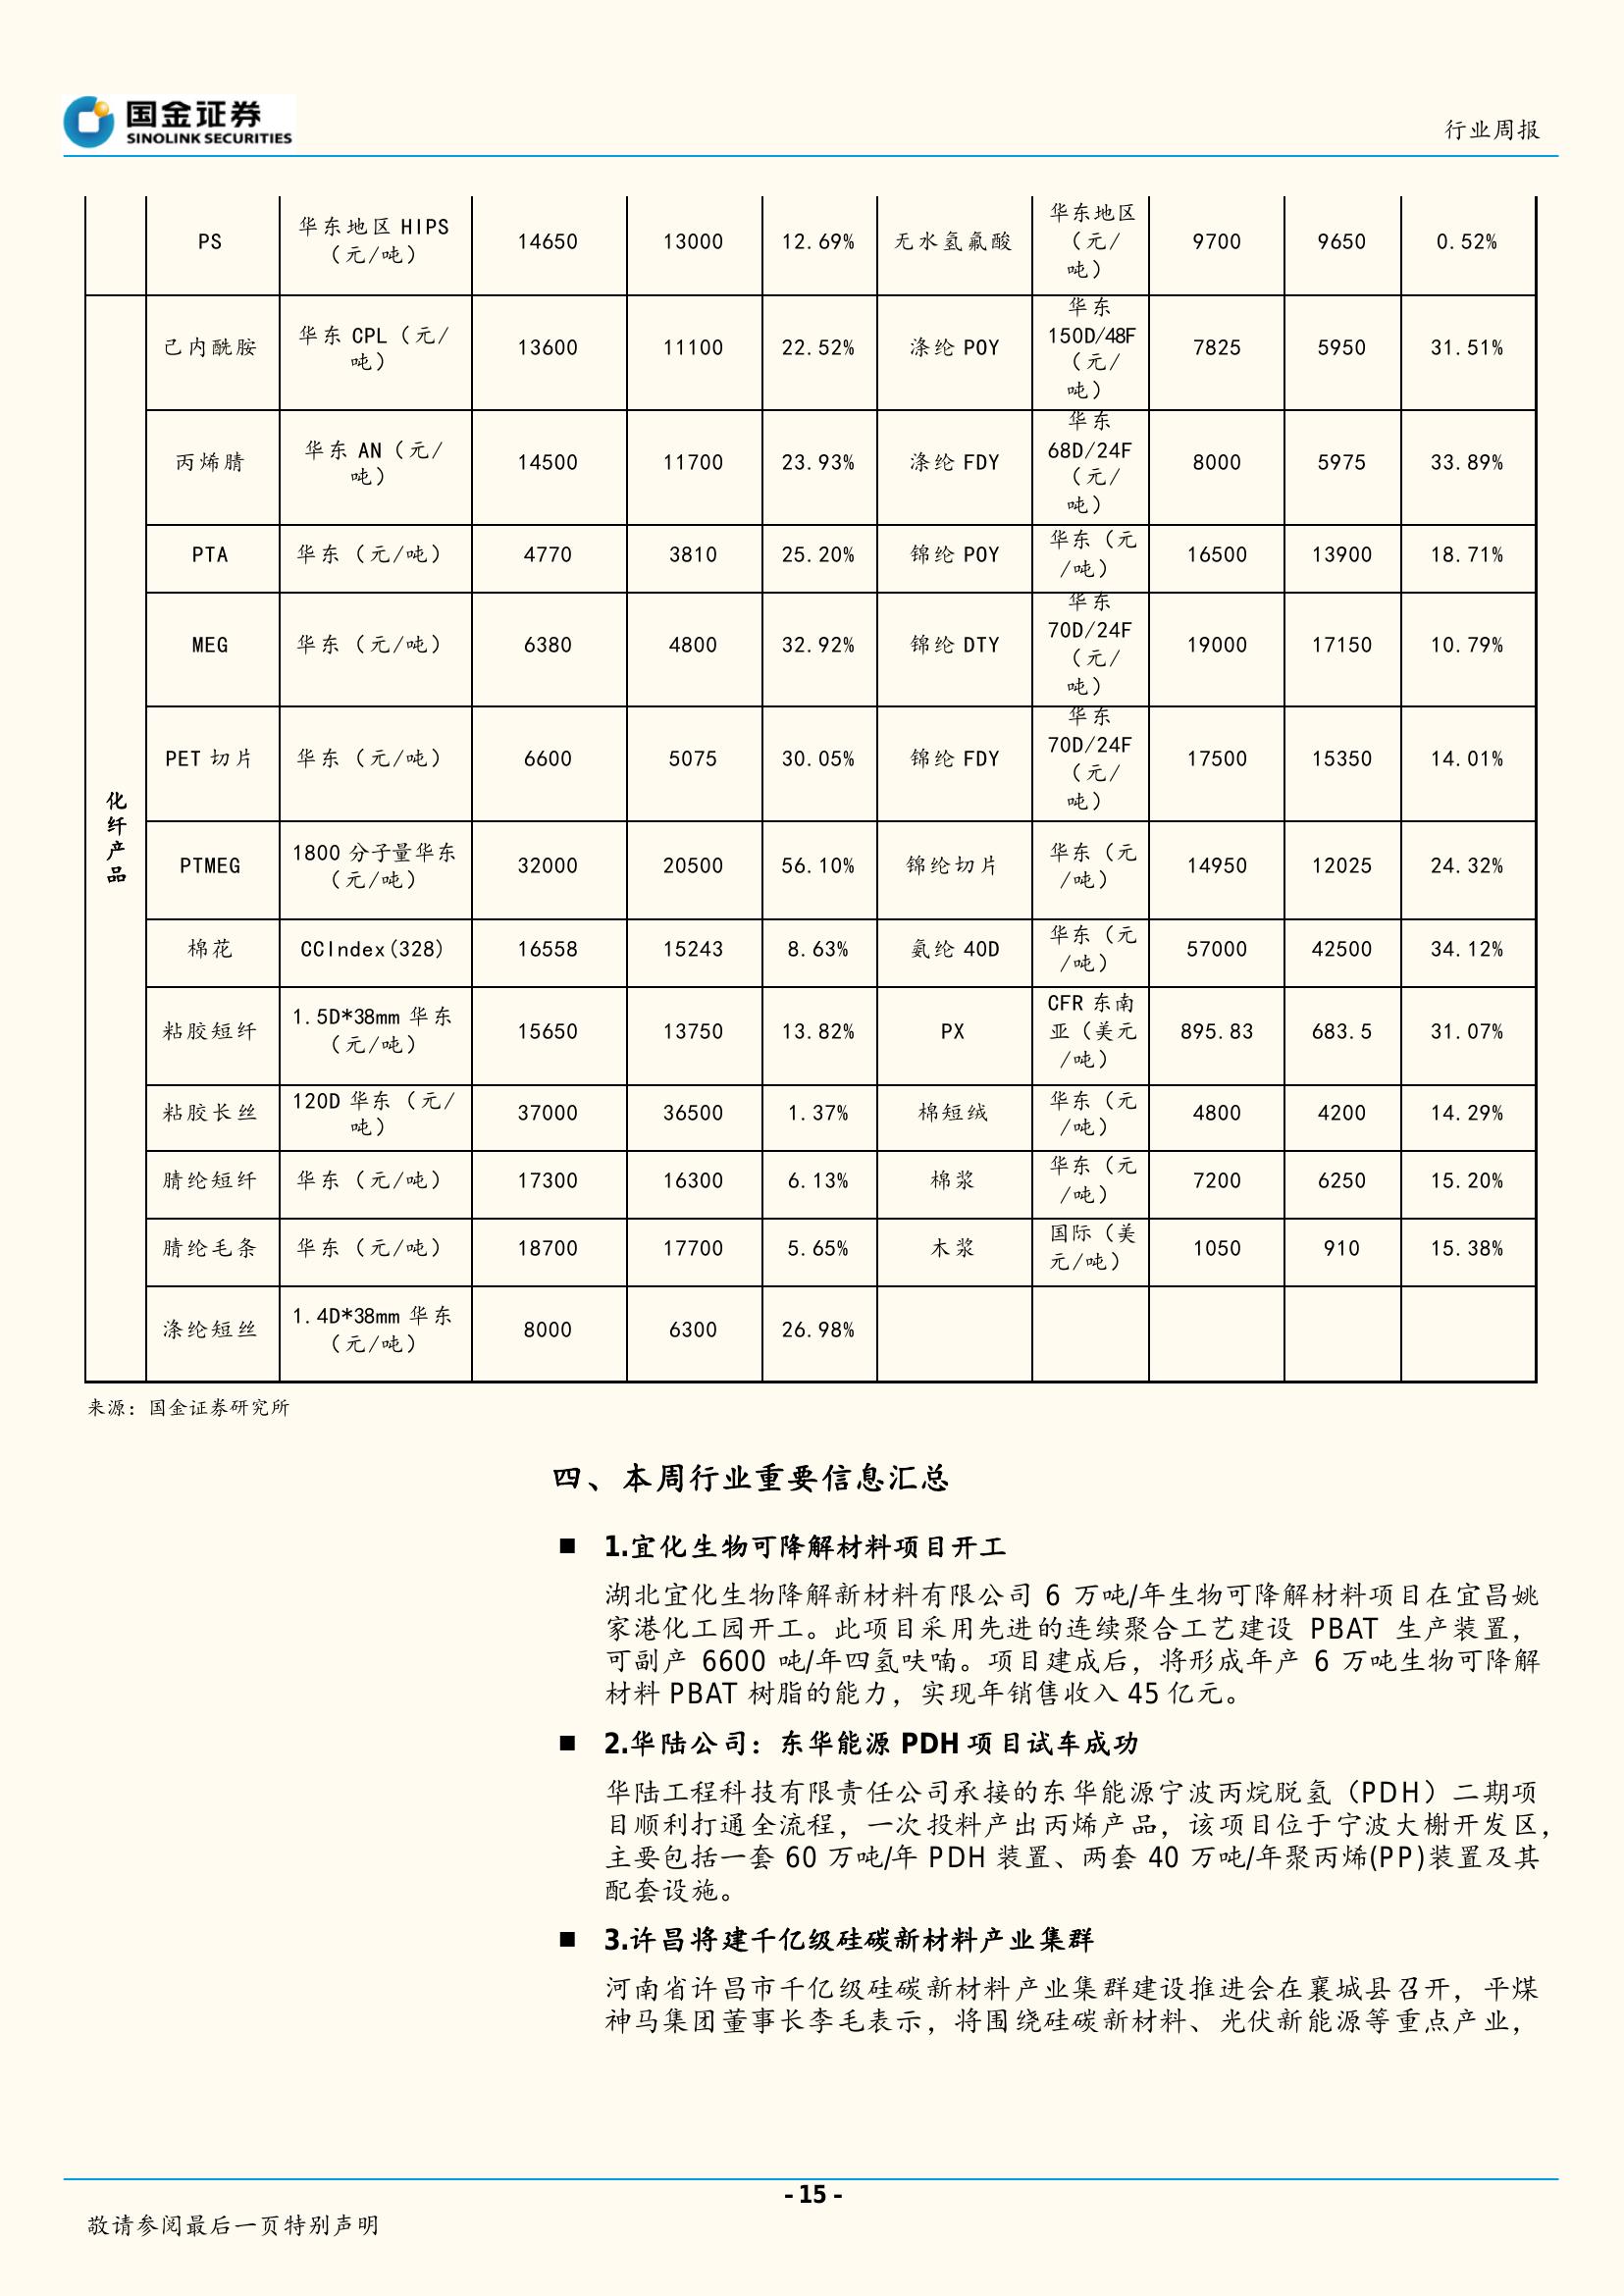 国金证券
SINOLINK SECURITIES
行业周报
PS 华东地区 HIPS（元/吨） 14650 13000 12.69% 无水氢氟酸 华东地区（元/吨） 9700 9650 0.52%
化纤产品
己内酰胺 华东 CPL（元/吨） 13600 11100 22.52% 涤纶 POY 华东 150D/48F（元/吨） 7825 5950 31.51%
丙烯腈 华东 AN（元/吨） 14500 11700 23.93% 涤纶 FDY 华东 68D/24F（元/吨） 8000 5975 33.89%
PTA 华东（元/吨） 4770 3810 25.20% 锦纶 POY 华东（元/吨） 16500 13900 18.71%
MEG 华东（元/吨） 6380 4800 32.92% 锦纶 DTY 华东 70D/24F（元/吨） 19000 17150 10.79%
PET 切片 华东（元/吨） 6600 5075 30.05% 锦纶 FDY 华东 70D/24F（元/吨） 17500 15350 14.01%
PTMEG 1800 分子量华东（元/吨） 32000 20500 56.10% 锦纶切片 华东（元/吨） 14950 12025 24.32%
棉花 CCIndex(328) 16558 15243 8.63% 氨纶 40D 华东（元/吨） 57000 42500 34.12%
粘胶短纤 1.5D*38mm 华东（元/吨） 15650 13750 13.82% PX CFR 东南亚（美元/吨） 895.83 683.5 31.07%
粘胶长丝 120D 华东（元/吨） 37000 36500 1.37% 棉短绒 华东（元/吨） 4800 4200 14.29%
腈纶短纤 华东（元/吨） 17300 16300 6.13% 棉浆 华东（元/吨） 7200 6250 15.20%
腈纶毛条 华东（元/吨） 18700 17700 5.65% 木浆 国际（美元/吨） 1050 910 15.38%
涤纶短丝 1.4D*38mm 华东（元/吨） 8000 6300 26.98%
来源：国金证券研究所
四、本周行业重要信息汇总
■ 1.宜化生物可降解材料项目开工
湖北宜化生物降解新材料有限公司 6 万吨/年生物可降解材料项目在宜昌姚
家港化工园开工。此项目采用先进的连续聚合工艺建设 PBAT 生产装置，
可副产 6600 吨/年四氢呋喃。项目建成后，将形成年产 6 万吨生物可降解
材料 PBAT 树脂的能力，实现年销售收入 45 亿元。
■ 2.华陆公司：东华能源 PDH 项目试车成功
华陆工程科技有限责任公司承接的东华能源宁波丙烷脱氢（PDH）二期项
目顺利打通全流程，一次投料产出丙烯产品，该项目位于宁波大榭开发区，
主要包括一套 60 万吨/年 PDH 装置、两套 40 万吨/年聚丙烯(PP)装置及其
配套设施。
■ 3.许昌将建千亿级硅碳新材料产业集群
河南省许昌市千亿级硅碳新材料产业集群建设推进会在襄城县召开，平煤
神马集团董事长李毛表示，将围绕硅碳新材料、光伏新能源等重点产业，
- 15 -
敬请参阅最后一页特别声明